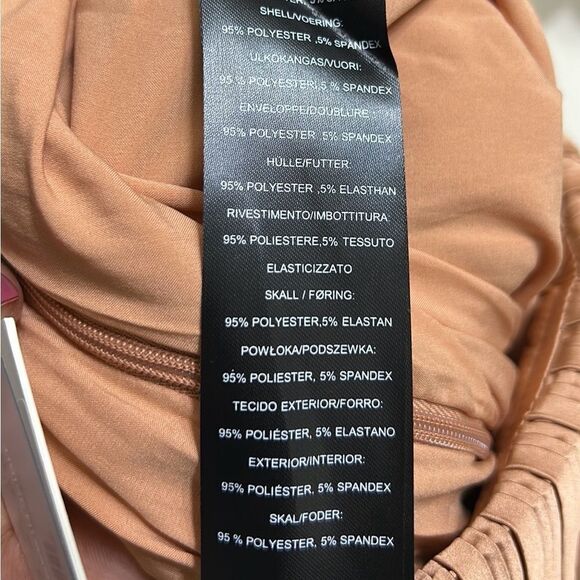 SHELL/VOERING:
95% POLYESTER ,5% SPANDEX
ULKOKANGAS/VUORI:
95 % POLYESTERI,5 % SPANDEX
ENVELOPPE/DOUBLURE:
95% POLYESTER 5% SPANDEX
HÜLLE/FUTTER
95% POLYESTER ,5% ELASTHAN
RIVESTIMENTO/IMBOTTITURA:
95% POLIESTERE,5% TESSUTO
ELASTICIZZATO
SKALL / FØRING:
95% POLYESTER,5% ELASTAN
POWŁOKA/PODSZEWKA:
95% POLIESTER, 5% SPANDEX
TECIDO EXTERIOR/FORRO:
95% POLIÉSTER, 5% ELASTANO
EXTERIOR/INTERIOR:
95% POLIÉSTER, 5% SPANDEX
SKAL/FODER:
95 % POLYESTER, 5% SPANDEX